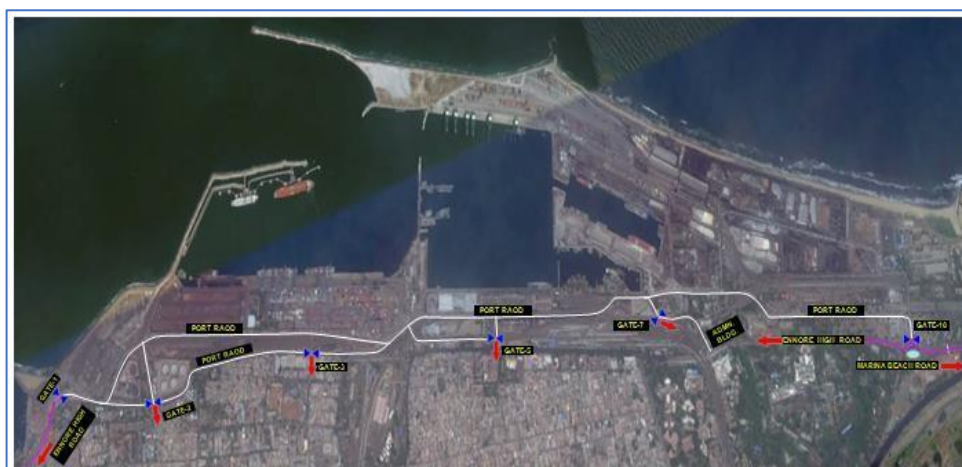 PORT RAOD
GATE-7
ADMN.
BLDG
PORT RAOD
GATE-10
PORT RAOD
PORT RAOD
ENNORE HIGH ROAD
GATE-3
GATE-5
MARINA BEACH ROAD
GATE-1
GATE-2
ENNORE HIGH
ROAD